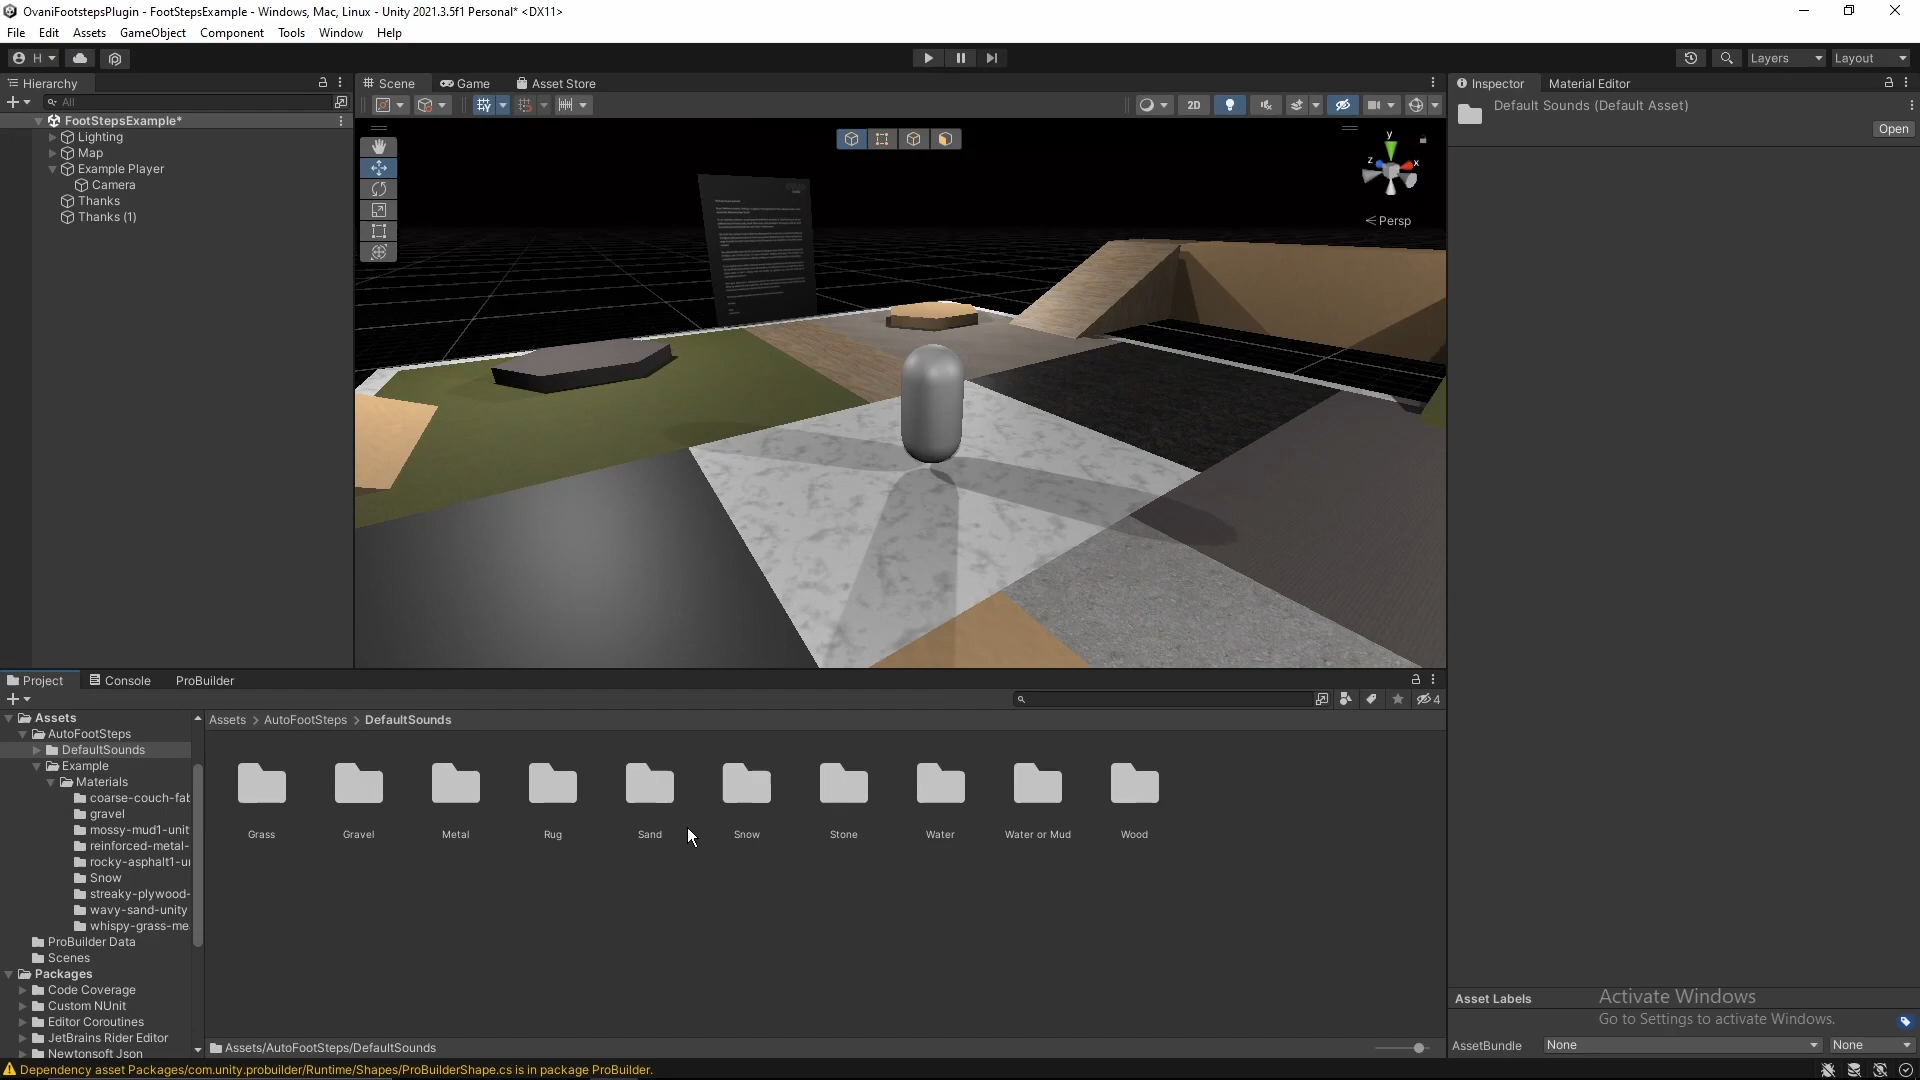 OvaniFootstepsPlugin - FootStepsExample - Windows, Mac, Linux - Unity 2021.3.5f1 Personal* <DX11>
File Edit Assets GameObject Component Tools Window Help
H Layers Layout
Hierarchy Scene Game Asset Store Inspector Material Editor
All 2D Default Sounds (Default Asset)
Open
FootStepsExample*
Lighting
Map
Example Player
Camera
Thanks
Thanks (1)
y
z x
Persp
Project Console ProBuilder
4
Assets Assets > AutoFootSteps > DefaultSounds
AutoFootSteps
DefaultSounds
Example
Materials
coarse-couch-fab
gravel
mossy-mud1-unit
reinforced-metal-
rocky-asphalt1-u
Snow
streaky-plywood-
wavy-sand-unity
whispy-grass-me
ProBuilder Data
Scenes
Packages
Code Coverage
Custom NUnit
Editor Coroutines
JetBrains Rider Editor
Newtonsoft Json
Grass Gravel Metal Rug Sand Snow Stone Water Water or Mud Wood
Assets/AutoFootSteps/DefaultSounds
Asset Labels
Activate Windows
Go to Settings to activate Windows.
AssetBundle None None
Dependency asset Packages/com.unity.probuilder/Runtime/Shapes/ProBuilderShape.cs is in package ProBuilder.